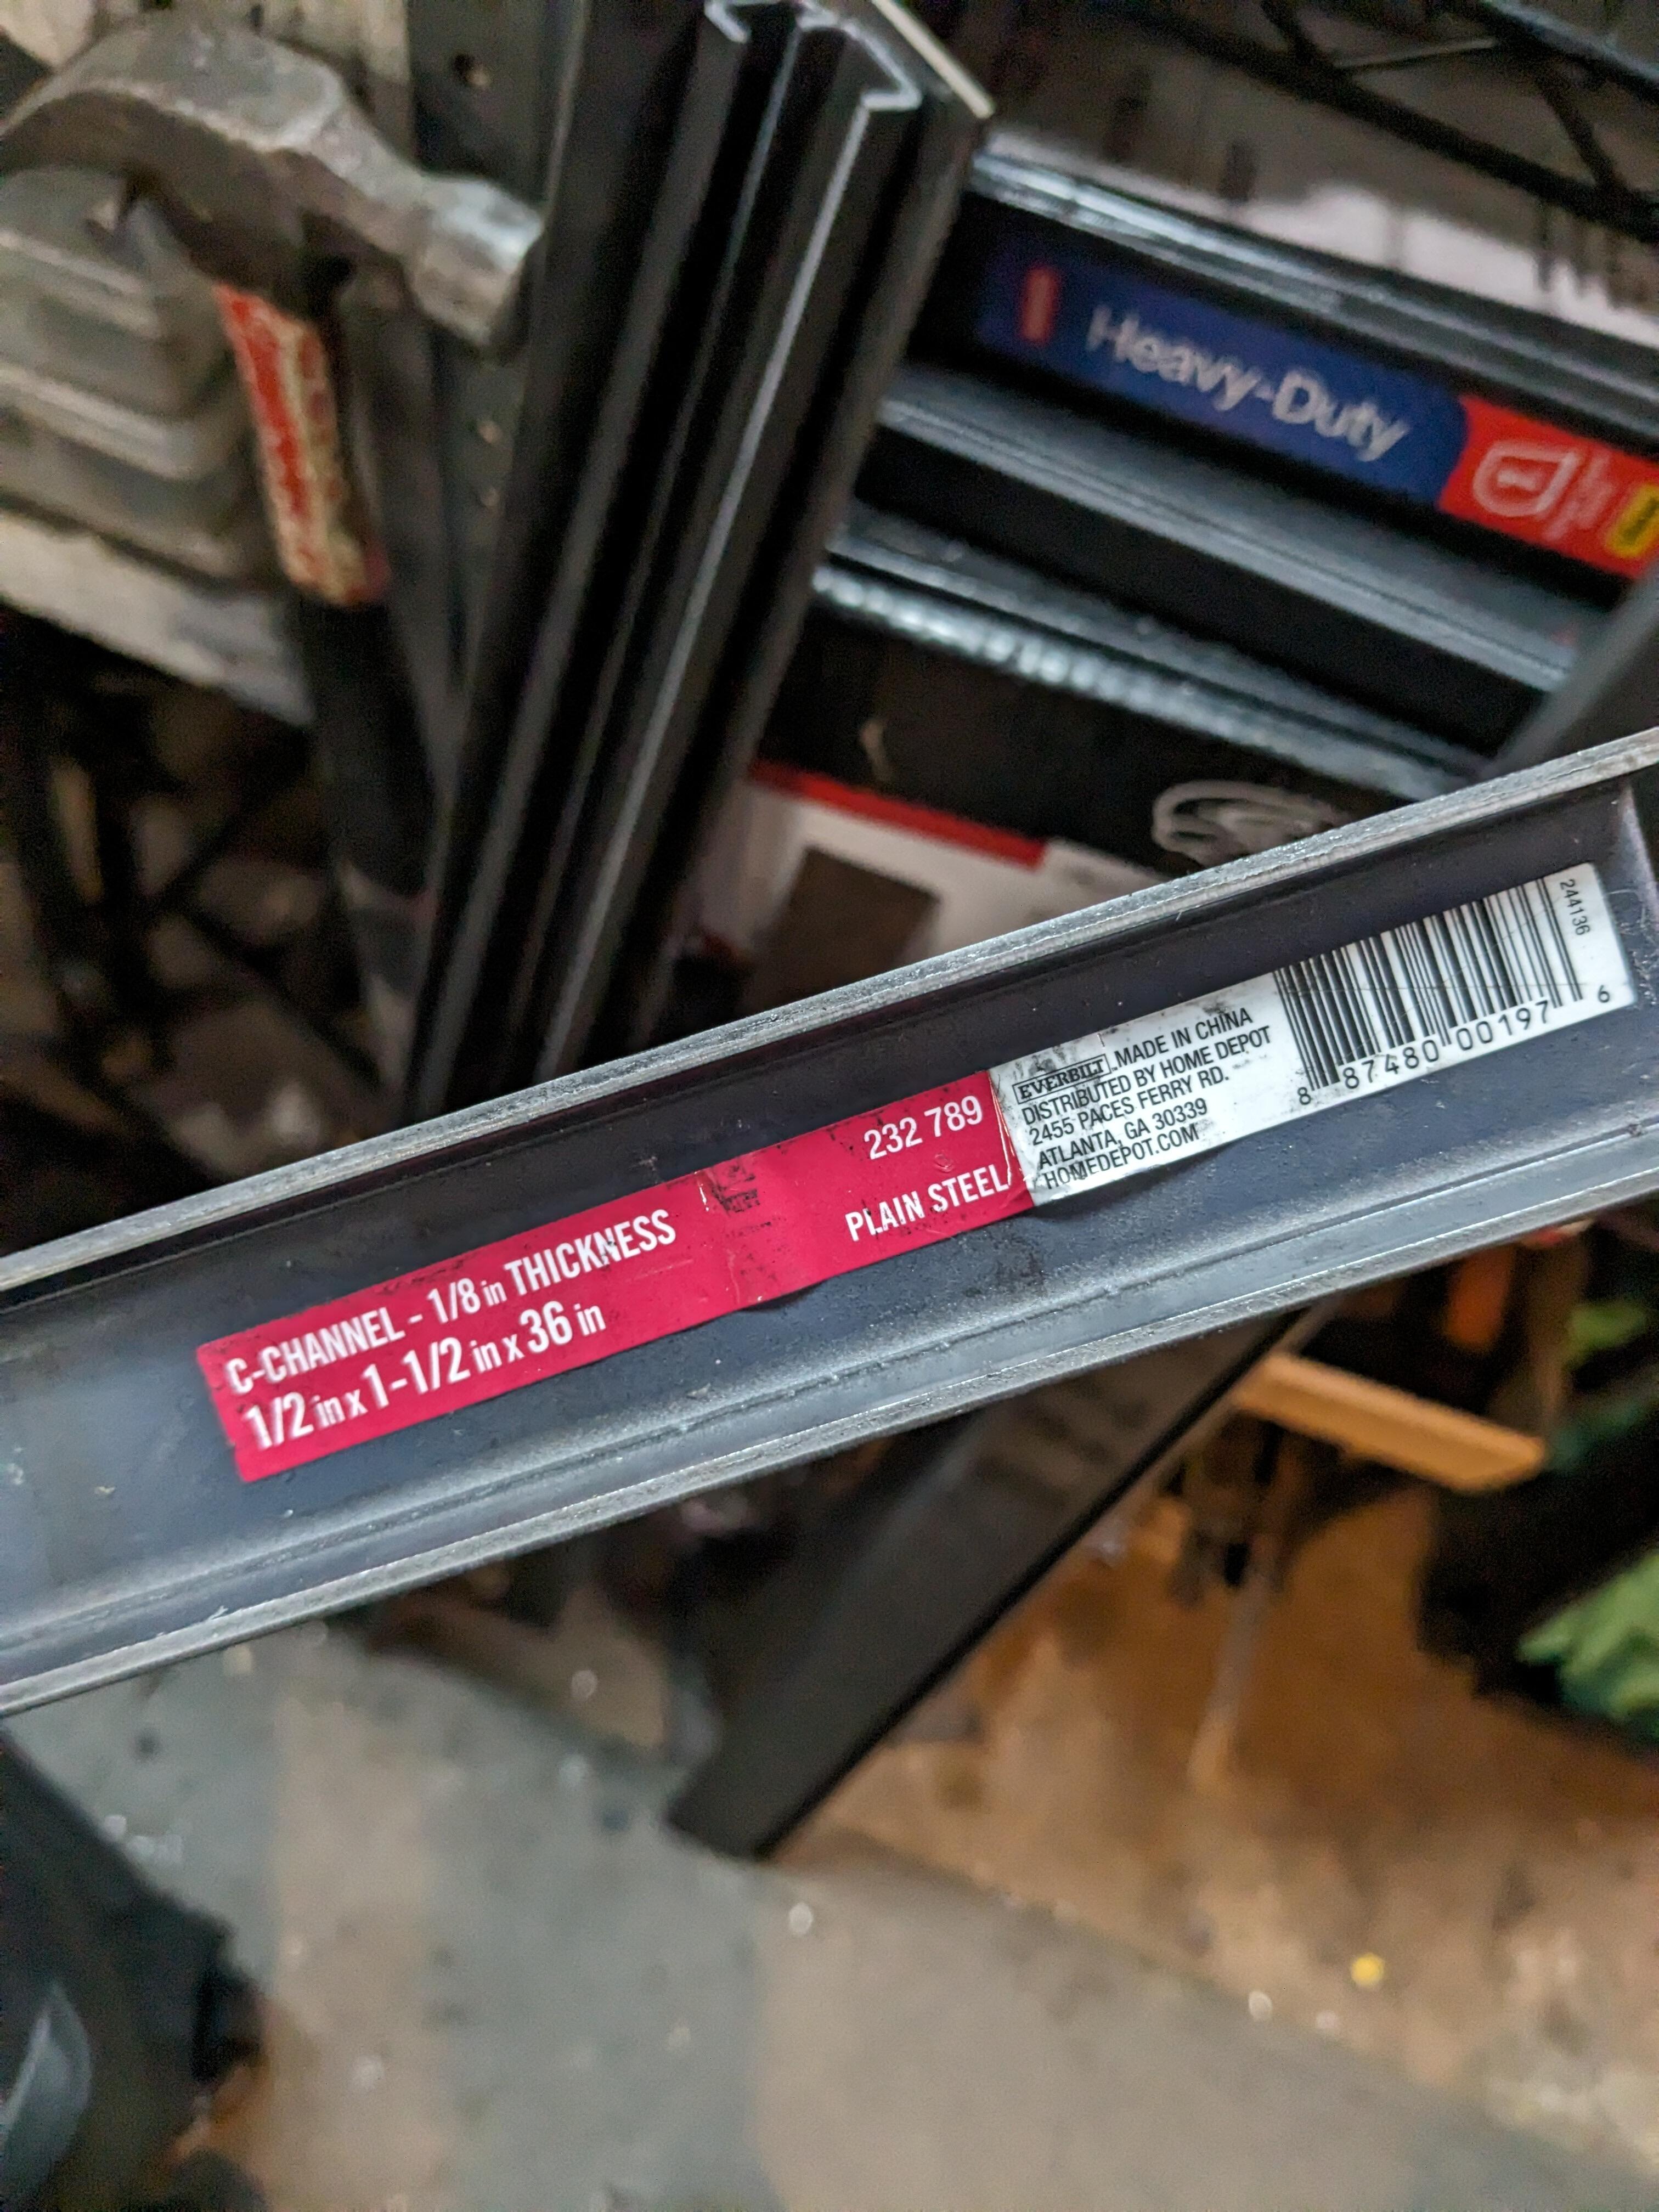 Heavy-Duty
C-CHANNEL - 1/8 in THICKNESS
1/2 in x 1-1/2 in x 36 in
232 789
PLAIN STEEL
EVERBILT MADE IN CHINA
DISTRIBUTED BY HOME DEPOT
2455 PACES FERRY RD.
ATLANTA, GA 30339
HOMEDEPOT.COM
8 87480 00197 6
244136